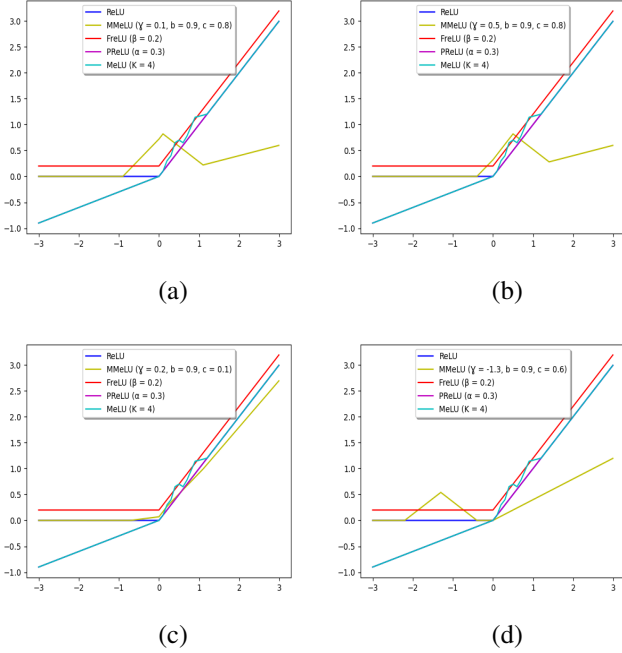 3.0
2.5
2.0
1.5
1.0
0.5
0.0
−0.5
−1.0
−3 −2 −1 0 1 2 3
ReLU
MMeLU (Ɣ = 0.1, b = 0.9, c = 0.8)
FreLU (β = 0.2)
PReLU (α = 0.3)
MeLU (K = 4)
(a)
3.0
2.5
2.0
1.5
1.0
0.5
0.0
−0.5
−1.0
−3 −2 −1 0 1 2 3
ReLU
MMeLU (Ɣ = 0.5, b = 0.9, c = 0.8)
FreLU (β = 0.2)
PReLU (α = 0.3)
MeLU (K = 4)
(b)
3.0
2.5
2.0
1.5
1.0
0.5
0.0
−0.5
−1.0
−3 −2 −1 0 1 2 3
ReLU
MMeLU (Ɣ = 0.2, b = 0.9, c = 0.1)
FreLU (β = 0.2)
PReLU (α = 0.3)
MeLU (K = 4)
(c)
3.0
2.5
2.0
1.5
1.0
0.5
0.0
−0.5
−1.0
−3 −2 −1 0 1 2 3
ReLU
MMeLU (Ɣ = -1.3, b = 0.9, c = 0.6)
FreLU (β = 0.2)
PReLU (α = 0.3)
MeLU (K = 4)
(d)